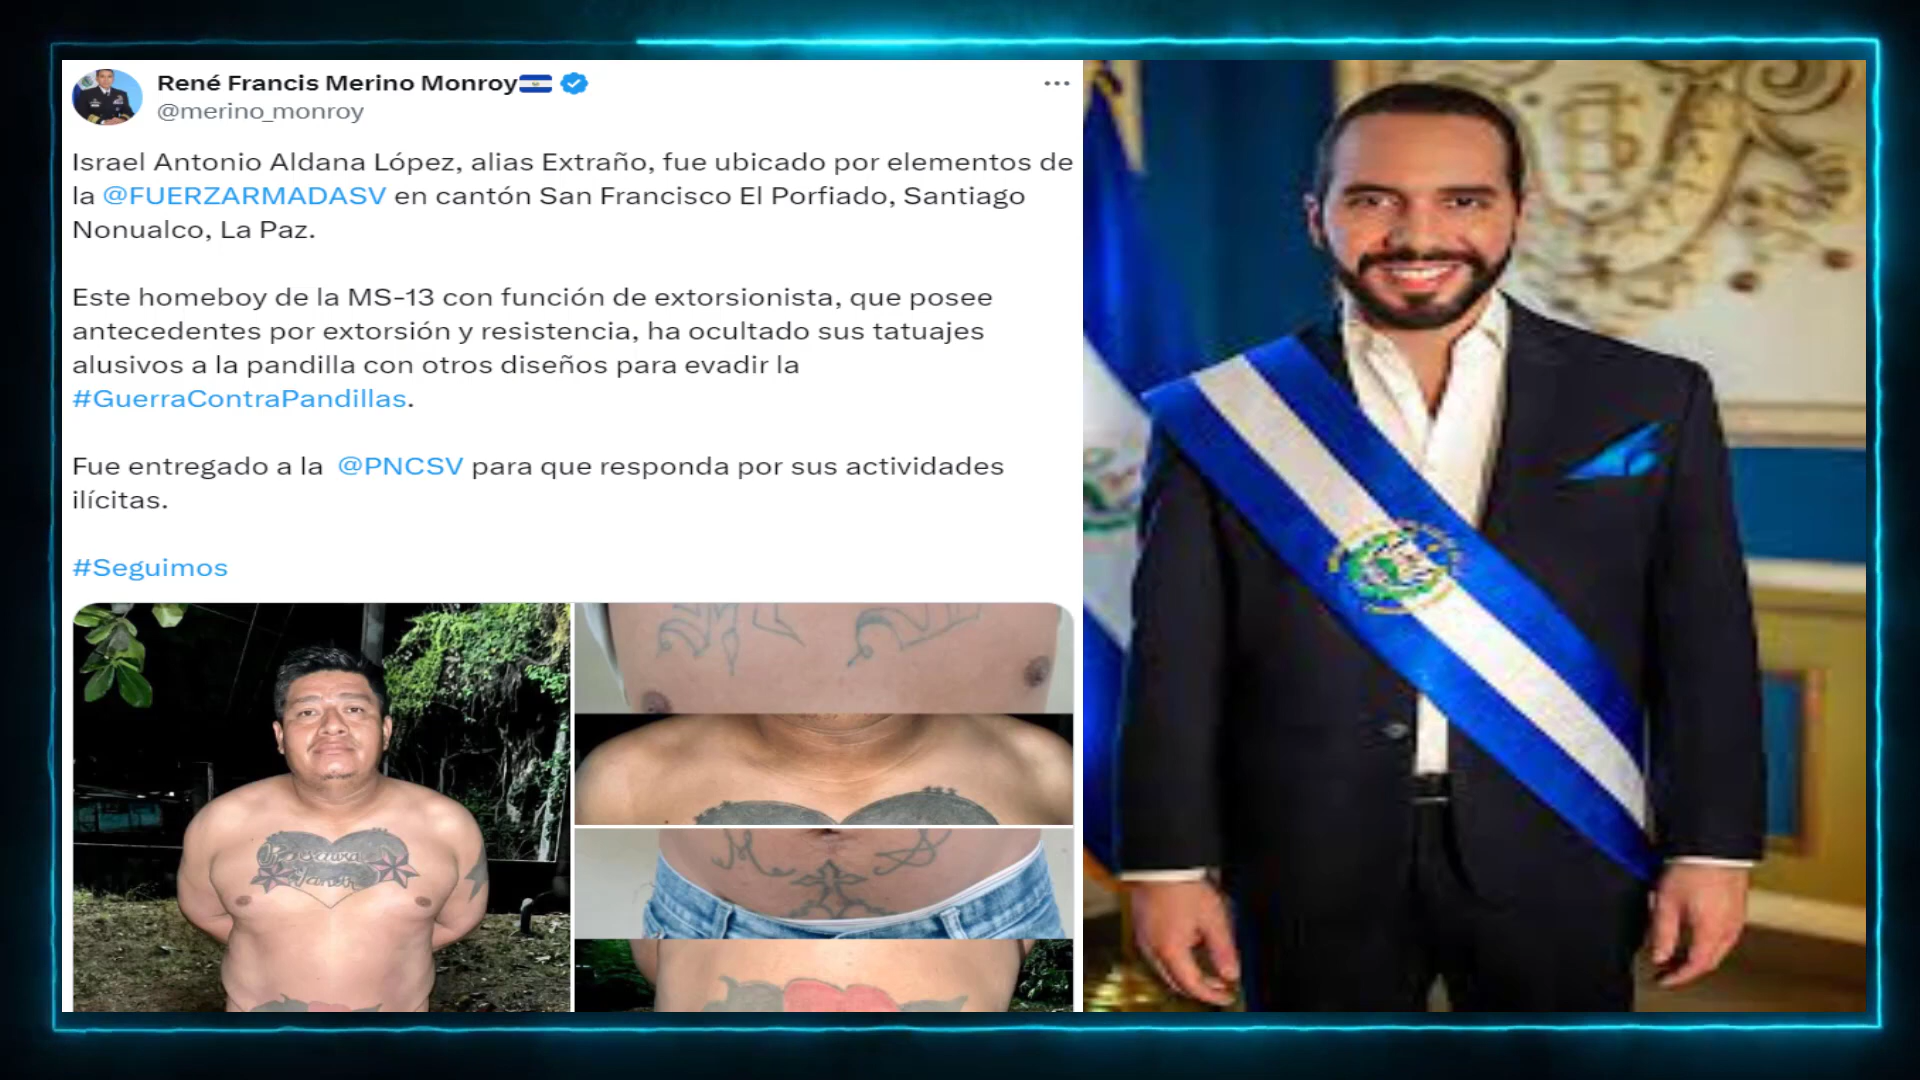 René Francis Merino Monroy
@merino_monroy
Israel Antonio Aldana López, alias Extraño, fue ubicado por elementos de
la @FUERZARMADASV en cantón San Francisco El Porfiado, Santiago
Nonualco, La Paz.
Este homeboy de la MS-13 con función de extorsionista, que posee
antecedentes por extorsión y resistencia, ha ocultado sus tatuajes
alusivos a la pandilla con otros diseños para evadir la
#GuerraContraPandillas.
Fue entregado a la @PNCSV para que responda por sus actividades
ilícitas.
#Seguimos